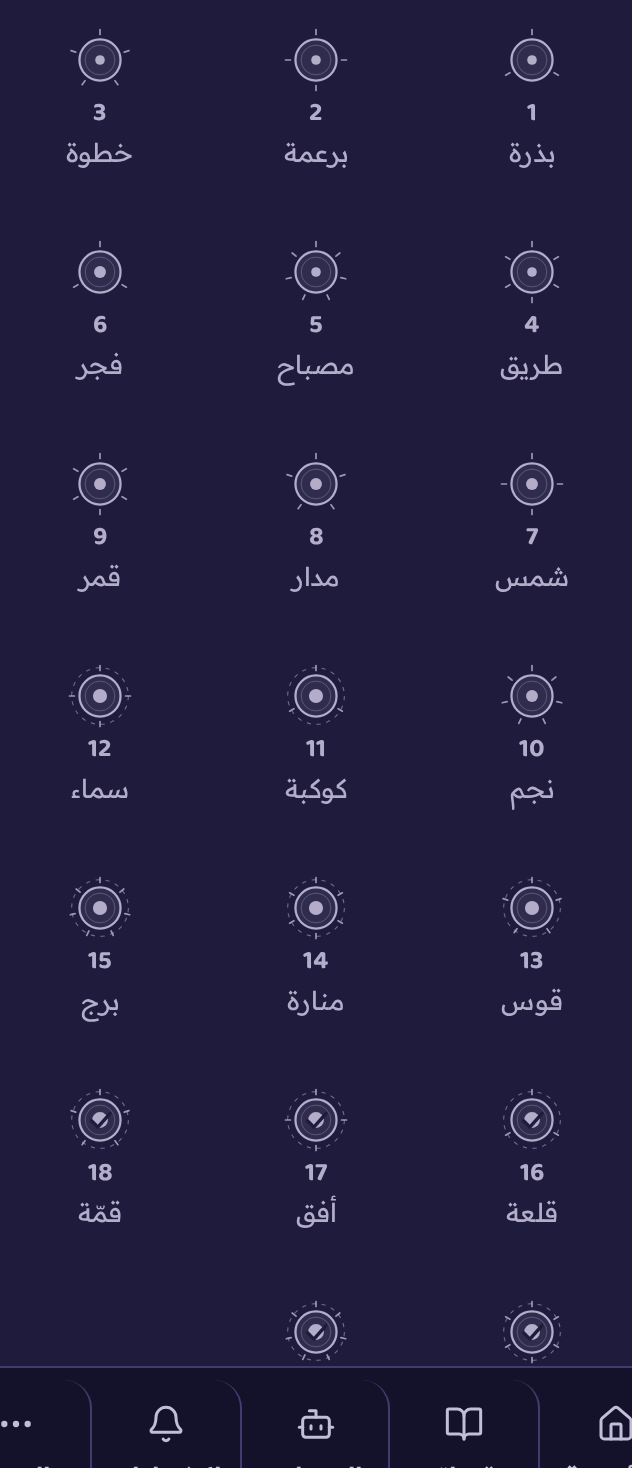 1
بذرة
2
برعمة
3
خطوة
4
طريق
5
مصباح
6
فجر
7
شمس
8
مدار
9
قمر
10
نجم
11
كوكبة
12
سماء
13
قوس
14
منارة
15
برج
16
قلعة
17
أفق
18
قمّة